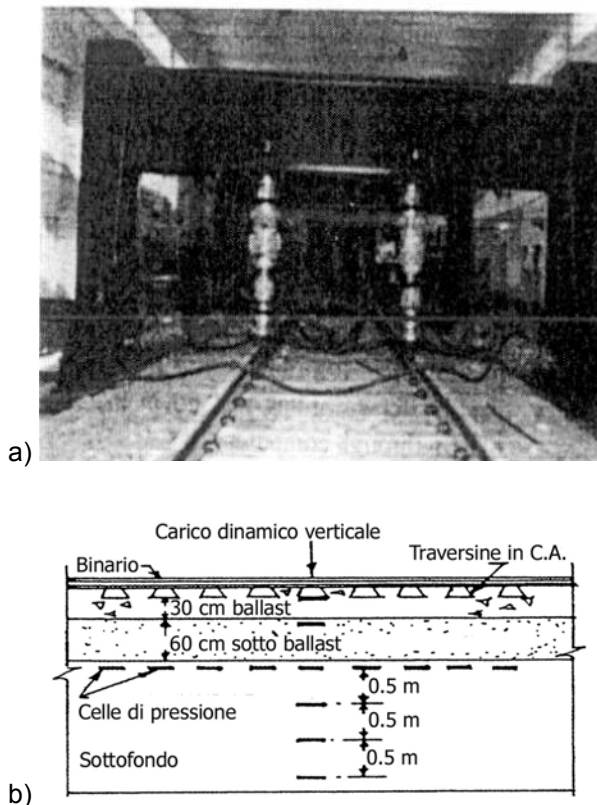 a)
Carico dinamico verticale
Binario
Traversine in C.A.
30 cm ballast
60 cm sotto ballast
0.5 m
Celle di pressione
0.5 m
Sottofondo
0.5 m
b)